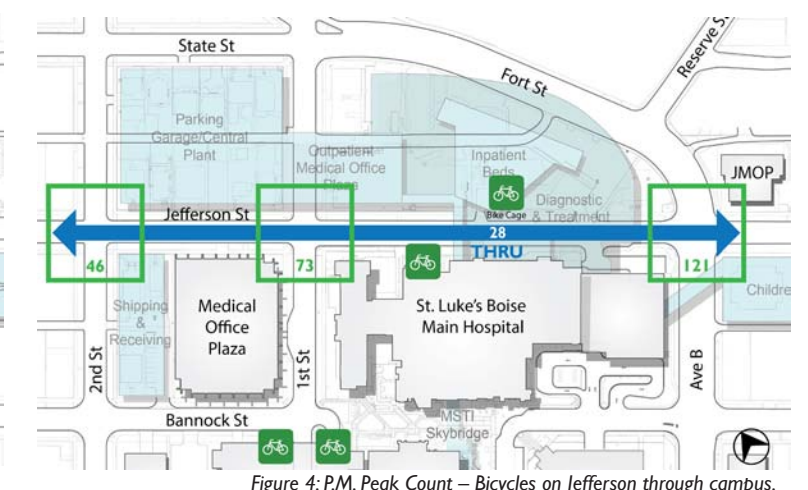 State St
Fort St
Reserve St
Parking
Garage/Central
Plant
Outpatient
Medical Office
Plaza
Inpatient
Beds
JMOP
Bike Cage
Diagnostic
& Treatment
Jefferson St
28
THRU
46
73
121
Shipping
&
Receiving
Medical
Office
Plaza
St. Luke's Boise
Main Hospital
Childre
2nd St
1st St
Ave B
Bannock St
MSTI
Skybridge
Figure 4: P.M. Peak Count – Bicycles on Jefferson through campus.